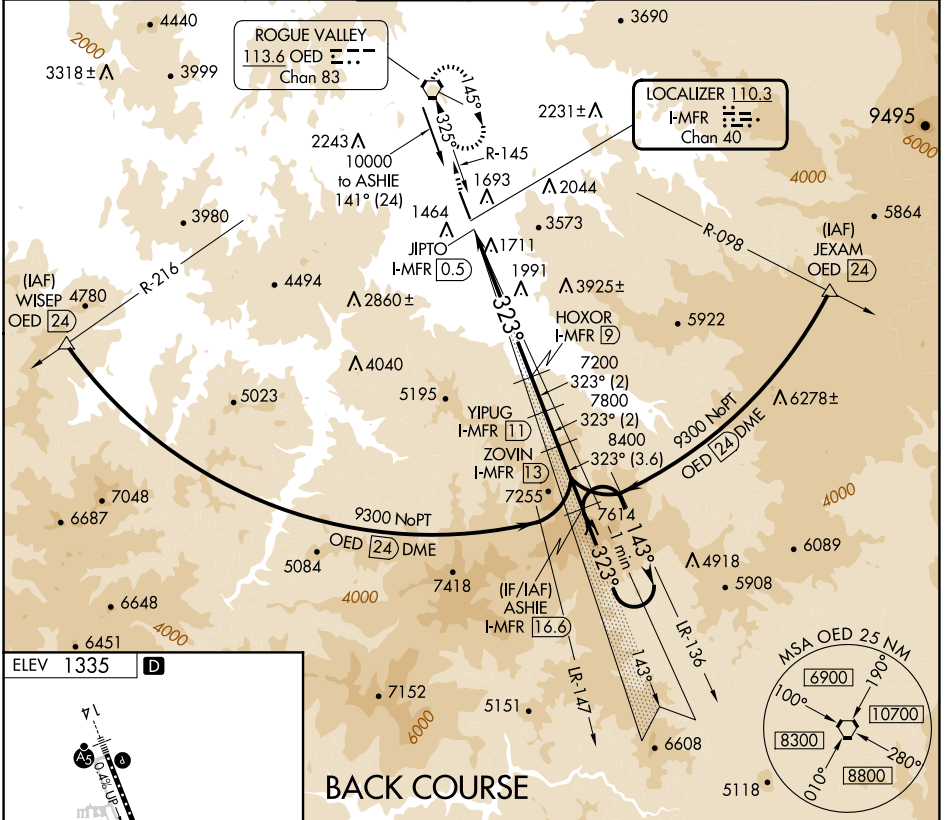 4440
2000
3318 ±
3999
ROGUE VALLEY
113.6 OED
Chan 83
3690
145°
325°
2231±
LOCALIZER 110.3
I-MFR
Chan 40
9495
6000
2243
10000
to ASHIE
141° (24)
R-145
1693
2044
4000
5864
3980
1464
3573
R-098
(IAF)
JEXAM
OED 24
JIPTO
I-MFR 0.5
1711
R-216
(IAF)
WISEP
OED 24
4780
4494
2860 ±
1991
3925±
323°
HOXOR
I-MFR 9
5922
7200
323° (2)
7800
323° (2)
8400
323° (3.6)
4040
5023
5195
YIPUG
I-MFR 11
ZOVIN
I-MFR 13
6278±
9300 NoPT
OED 24 DME
7255
7614
7048
6687
9300 NoPT
OED 24 DME
4000
1 min
143°
323°
5084
7418
4000
4918
6089
5908
(IF/IAF)
ASHIE
I-MFR 16.6
6648
4000
6451
LR-136
LR-147
143°
ELEV 1335 D
7152
6000
5151
6608
5118
MSA OED 25 NM
6900
190°
100°
10700
8300
280°
8800
010°
14
A5
0.4% UP
BACK COURSE